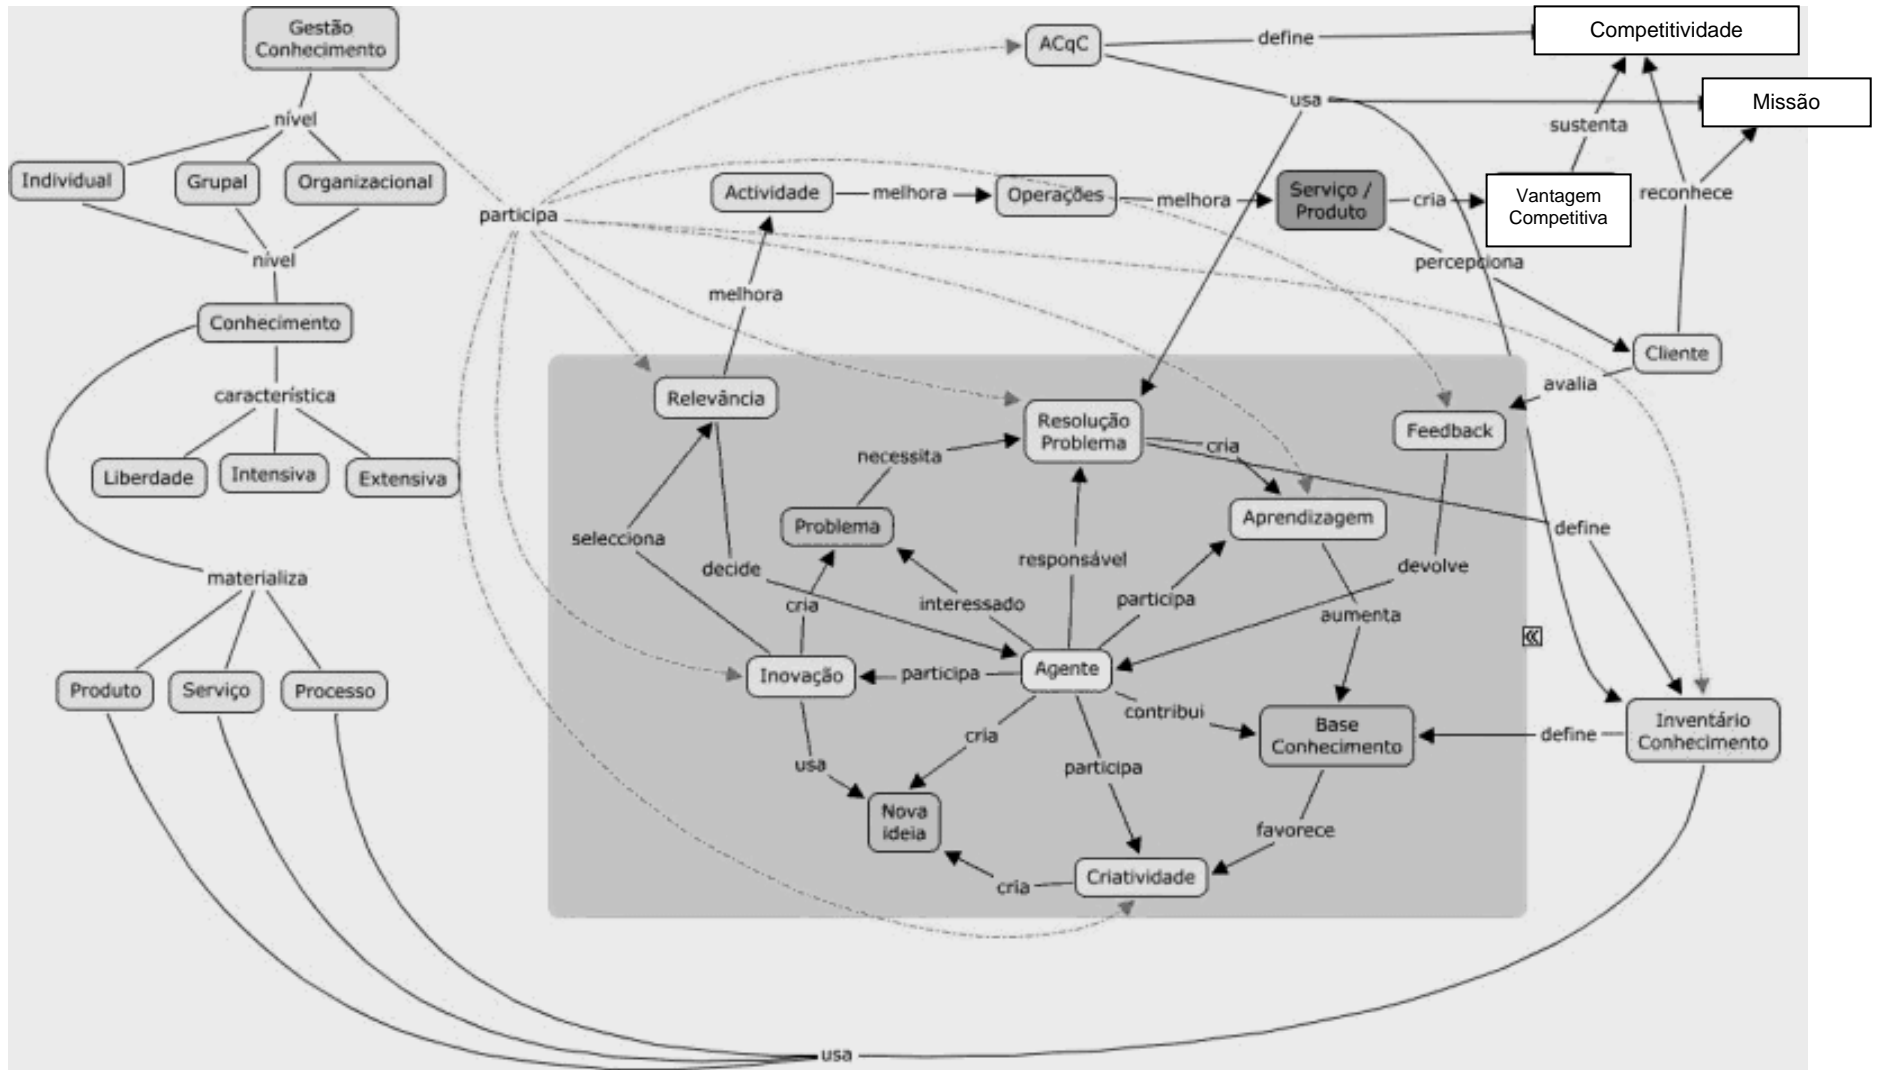 Gestão
Conhecimento
ACqC
define
Competitividade
usa
Missão
nível
sustenta
Individual
Grupal
Organizacional
participa
Actividade
melhora
Operações
melhora
Serviço /
Produto
cria
Vantagem
Competitiva
reconhece
nível
percepciona
melhora
Conhecimento
Cliente
avalia
característica
Relevância
Resolução
Problema
Feedback
cria
necessita
Liberdade
Intensiva
Extensiva
Problema
Aprendizagem
define
selecciona
decide
responsável
devolve
materializa
cria
interessado
participa
aumenta
Produto
Serviço
Processo
Inovação
participa
Agente
contribui
Base
Conhecimento
define
Inventário
Conhecimento
usa
cria
participa
Nova
ideia
favorece
cria
Criatividade
usa